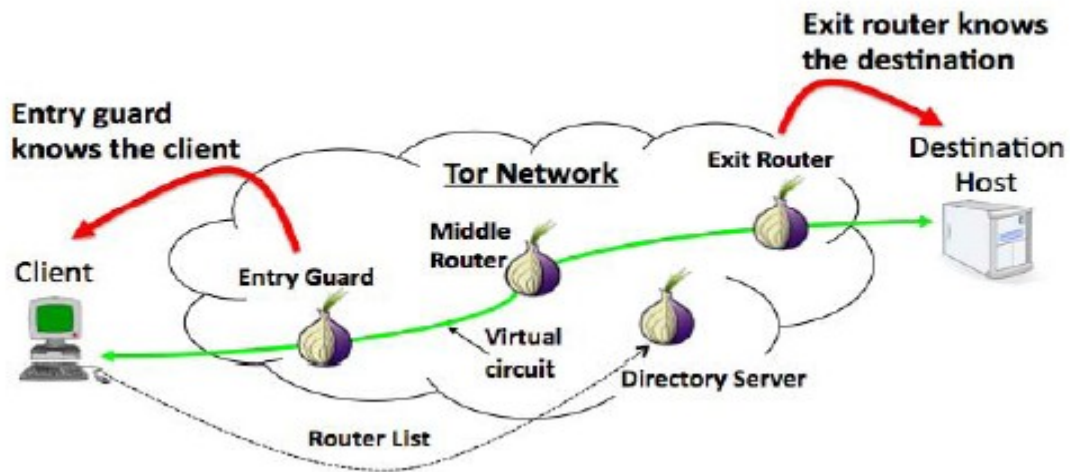 Exit router knows
the destination
Entry guard
knows the client
Tor Network
Exit Router
Destination
Host
Middle
Router
Client
Entry Guard
Virtual
circuit
Directory Server
Router List